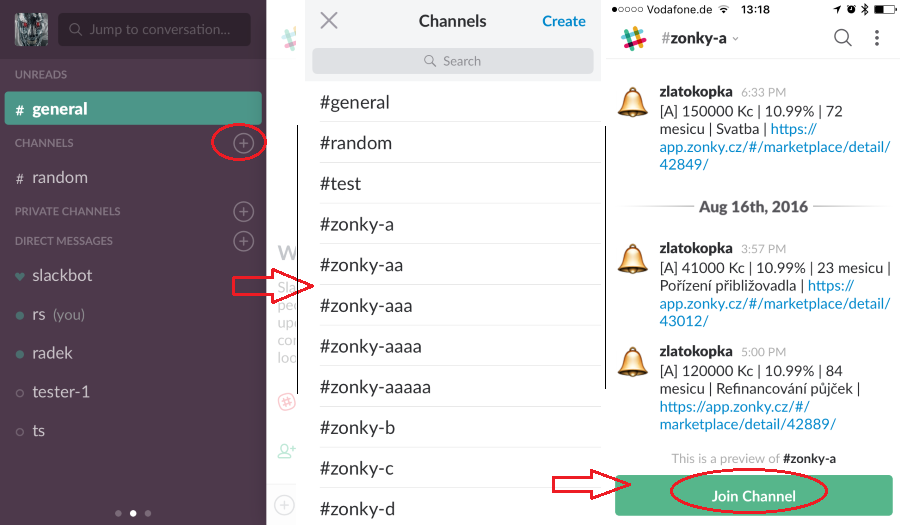 Jump to conversation...
UNREADS
# general
CHANNELS
# random
PRIVATE CHANNELS
DIRECT MESSAGES
slackbot
rs (you)
radek
tester-1
ts
W
Sla
pe
up
co
loo
Channels
Create
Search
#general
#random
#test
#zonky-a
#zonky-aa
#zonky-aaa
#zonky-aaaa
#zonky-aaaaa
#zonky-b
#zonky-c
#zonky-d
Vodafone.de 13:18
#zonky-a
zlatokopka 6:33 PM
[A] 150000 Kc | 10.99% | 72
mesicu | Svatba | https://
app.zonky.cz/#/marketplace/detail/
42849/
Aug 16th, 2016
zlatokopka 3:57 PM
[A] 41000 Kc | 10.99% | 23 mesicu |
Pořízení přibližovadla | https://
app.zonky.cz/#/marketplace/detail/
43012/
zlatokopka 5:00 PM
[A] 120000 Kc | 10.99% | 84
mesicu | Refinancování půjček |
https://app.zonky.cz/#/
marketplace/detail/42889/
This is a preview of #zonky-a
Join Channel